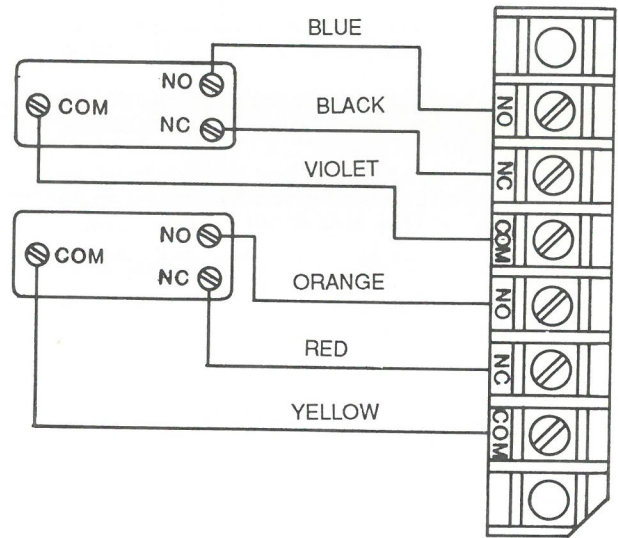 BLUE
NO
COM
BLACK
NC
VIOLET
NO
COM
NC
ORANGE
RED
YELLOW
NO
NC
COM
NO
NC
COM